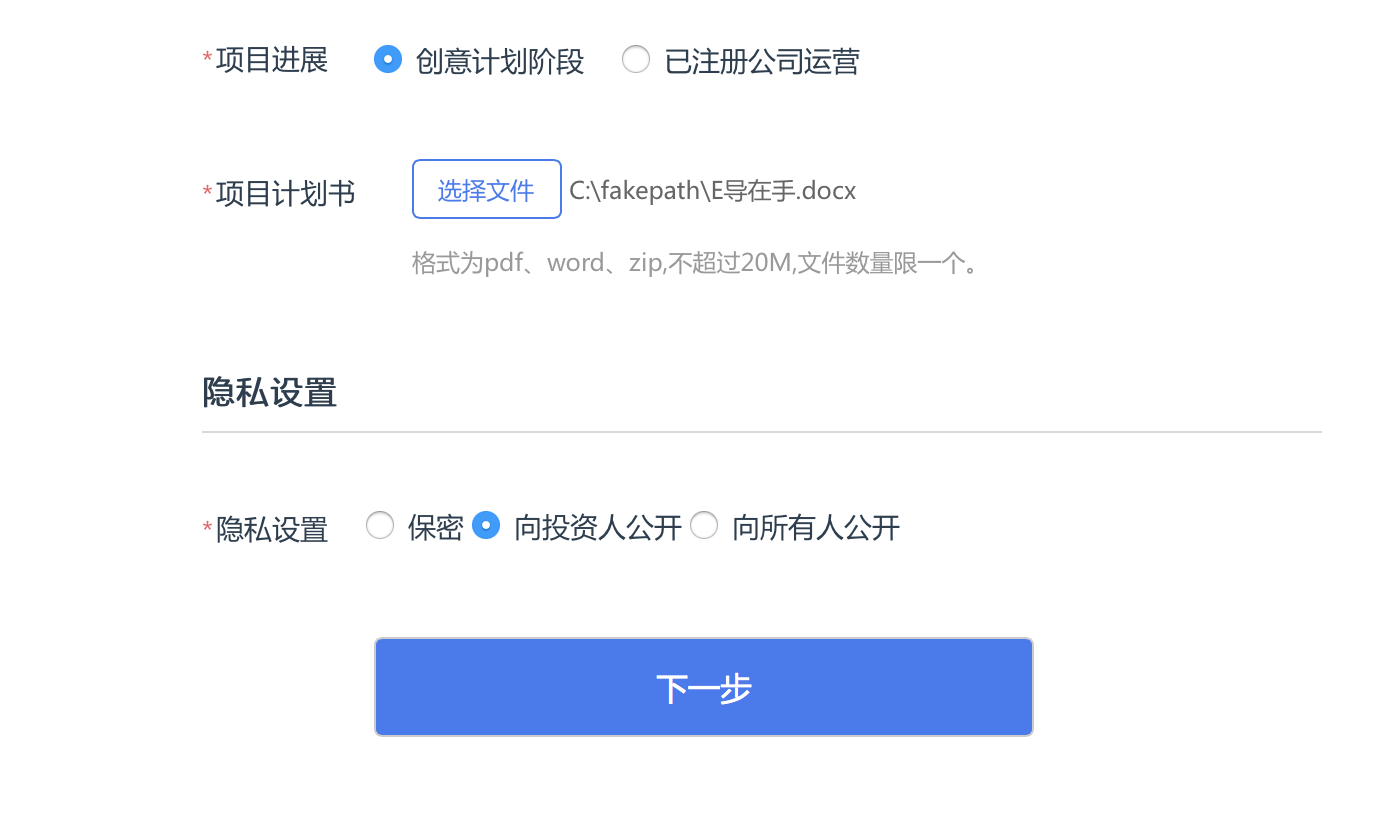 *项目进展 创意计划阶段 已注册公司运营
*项目计划书 选择文件 C:\fakepath\E导在手.docx
格式为pdf、word、zip,不超过20M,文件数量限一个。
隐私设置
*隐私设置 保密 向投资人公开 向所有人公开
下一步